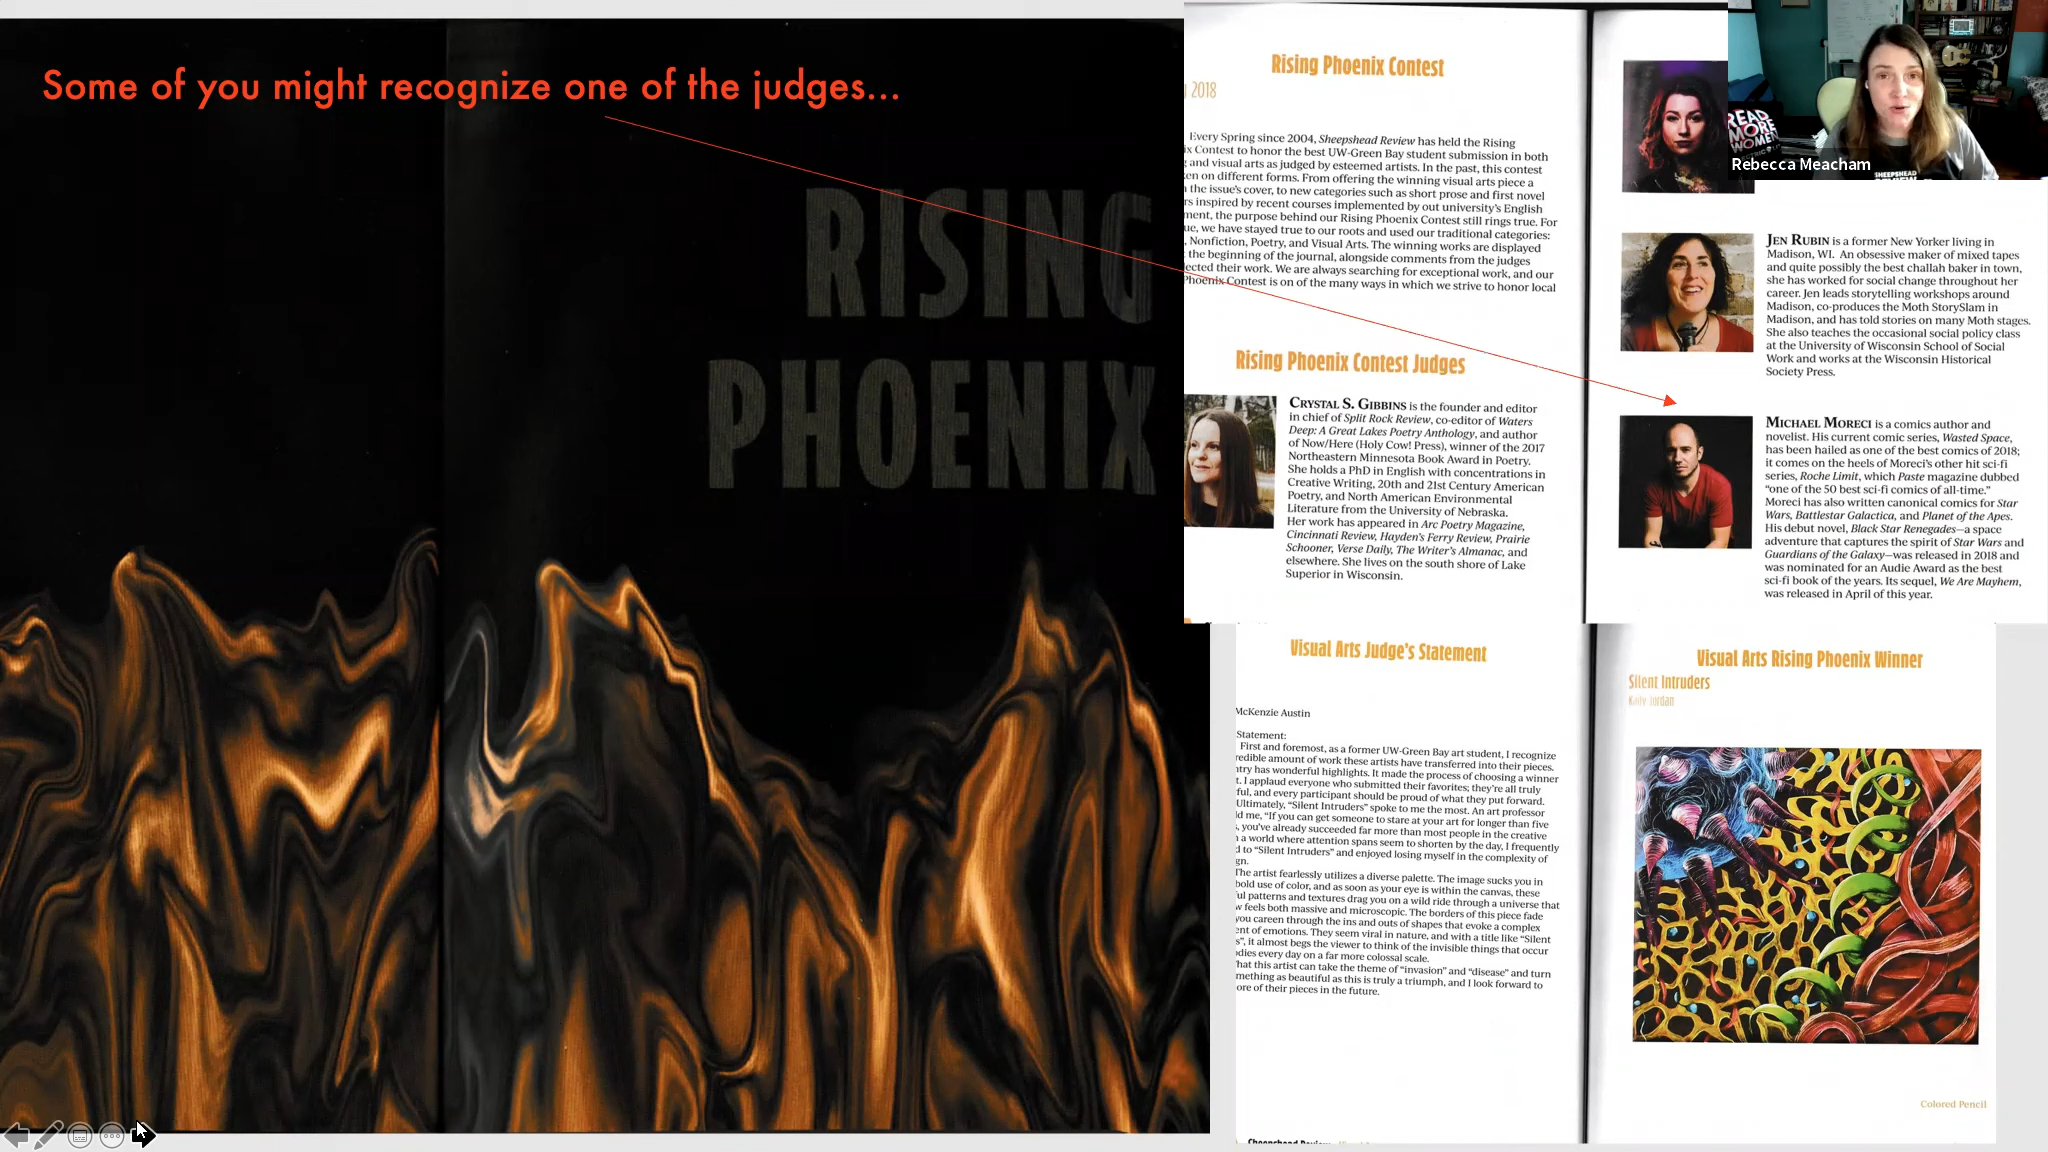 Some of you might recognize one of the judges...
RISING
PHOENIX
Rising Phoenix Contest
2018
Every Spring since 2004, Sheepshead Review has held the Rising
ix Contest to honor the best UW-Green Bay student submission in both
and visual arts as judged by esteemed artists. In the past, this contest
en on different forms. From offering the winning visual arts piece a
the issue's cover, to new categories such as short prose and first novel
rs inspired by recent courses implemented by out university's English
ment, the purpose behind our Rising Phoenix Contest still rings true. For
ue, we have stayed true to our roots and used our traditional categories:
, Nonfiction, Poetry, and Visual Arts. The winning works are displayed
the beginning of the journal, alongside comments from the judges
ected their work. We are always searching for exceptional work, and our
Phoenix Contest is on of the many ways in which we strive to honor local
Rising Phoenix Contest Judges
CRYSTAL S. GIBBINS is the founder and editor
in chief of Split Rock Review, co-editor of Waters
Deep: A Great Lakes Poetry Anthology, and author
of Now/Here (Holy Cow! Press), winner of the 2017
Northeastern Minnesota Book Award in Poetry.
She holds a PhD in English with concentrations in
Creative Writing, 20th and 21st Century American
Poetry, and North American Environmental
Literature from the University of Nebraska.
Her work has appeared in Arc Poetry Magazine,
Cincinnati Review, Hayden's Ferry Review, Prairie
Schooner, Verse Daily, The Writer's Almanac, and
elsewhere. She lives on the south shore of Lake
Superior in Wisconsin.
READ
MORE
WOMEN
Rebecca Meacham
SHEEPSHEAD
JEN RUBIN is a former New Yorker living in
Madison, WI. An obsessive maker of mixed tapes
and quite possibly the best challah baker in town,
she has worked for social change throughout her
career. Jen leads storytelling workshops around
Madison, co-produces the Moth StorySlam in
Madison, and has told stories on many Moth stages.
She also teaches the occasional social policy class
at the University of Wisconsin School of Social
Work and works at the Wisconsin Historical
Society Press.
MICHAEL MORECI is a comics author and
novelist. His current comic series, Wasted Space,
has been hailed as one of the best comics of 2018;
it comes on the heels of Moreci's other hit sci-fi
series, Roche Limit, which Paste magazine dubbed
"one of the 50 best sci-fi comics of all-time."
Moreci has also written canonical comics for Star
Wars, Battlestar Galactica, and Planet of the Apes.
His debut novel, Black Star Renegades—a space
adventure that captures the spirit of Star Wars and
Guardians of the Galaxy—was released in 2018 and
was nominated for an Audie Award as the best
sci-fi book of the years. Its sequel, We Are Mayhem,
was released in April of this year.
Visual Arts Judge's Statement
McKenzie Austin
Statement:
First and foremost, as a former UW-Green Bay art student, I recognize
redible amount of work these artists have transferred into their pieces.
ntry has wonderful highlights. It made the process of choosing a winner
t. I applaud everyone who submitted their favorites; they're all truly
ful, and every participant should be proud of what they put forward.
Ultimately, "Silent Intruders" spoke to me the most. An art professor
ld me, "If you can get someone to stare at your art for longer than five
, you've already succeeded far more than most people in the creative
a world where attention spans seem to shorten by the day, I frequently
d to "Silent Intruders" and enjoyed losing myself in the complexity of
gn.
The artist fearlessly utilizes a diverse palette. The image sucks you in
bold use of color, and as soon as your eye is within the canvas, these
ful patterns and textures drag you on a wild ride through a universe that
w feels both massive and microscopic. The borders of this piece fade
you careen through the ins and outs of shapes that evoke a complex
ent of emotions. They seem viral in nature, and with a title like "Silent
s", it almost begs the viewer to think of the invisible things that occur
odies every day on a far more colossal scale.
That this artist can take the theme of "invasion" and "disease" and turn
mething as beautiful as this is truly a triumph, and I look forward to
ore of their pieces in the future.
Visual Arts Rising Phoenix Winner
Silent Intruders
Kady Jordan
Colored Pencil